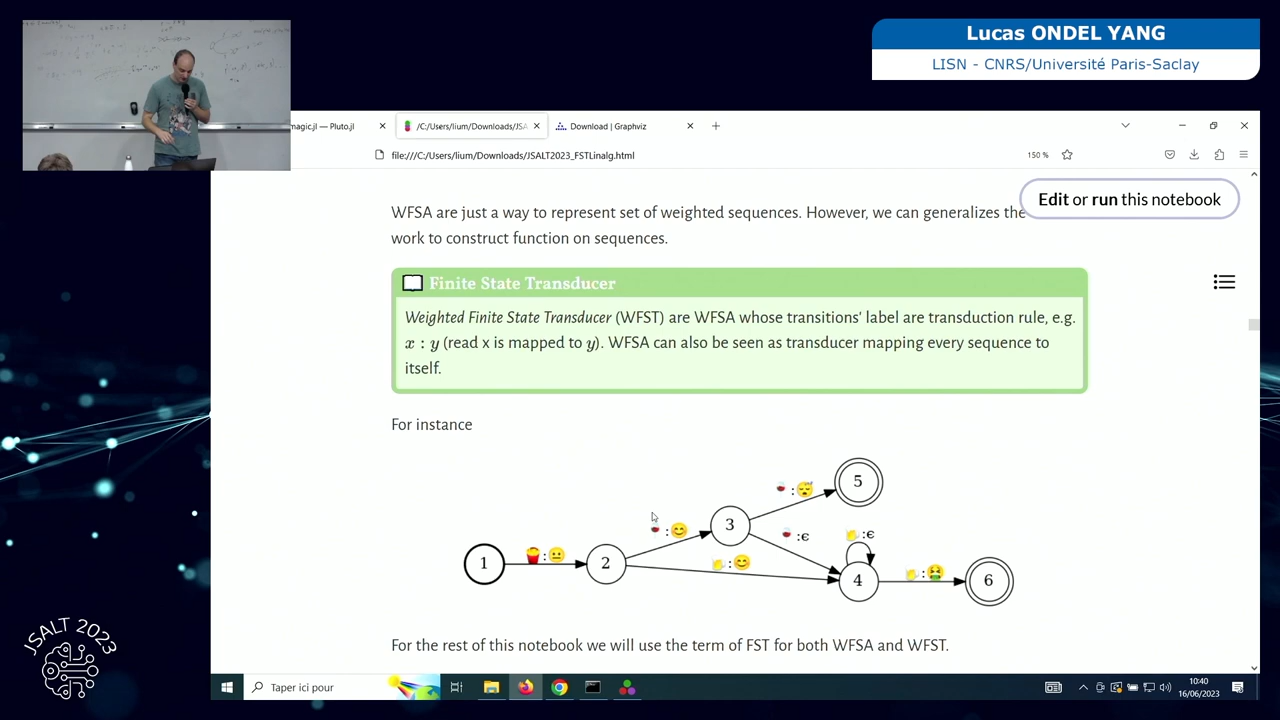 Lucas ONDEL YANG
LISN - CNRS/Université Paris-Saclay
magic.jl — Pluto.jl
/C:/Users/lium/Downloads/JSA
Download | Graphviz
file:///C:/Users/lium/Downloads/JSALT2023_FSTLinalg.html
150 %
Edit or run this notebook
WFSA are just a way to represent set of weighted sequences. However, we can generalizes the
work to construct function on sequences.
Finite State Transducer
Weighted Finite State Transducer (WFST) are WFSA whose transitions' label are transduction rule, e.g.
x : y (read x is mapped to y). WFSA can also be seen as transducer mapping every sequence to
itself.
For instance
🍷:😴
5
🍷:😊
3
🍷:ϵ
👏:ϵ
1
🍟:😐
2
👏:😊
4
👏:🤮
6
For the rest of this notebook we will use the term of FST for both WFSA and WFST.
JSALT 2023
Taper ici pour
10:40
16/06/2023